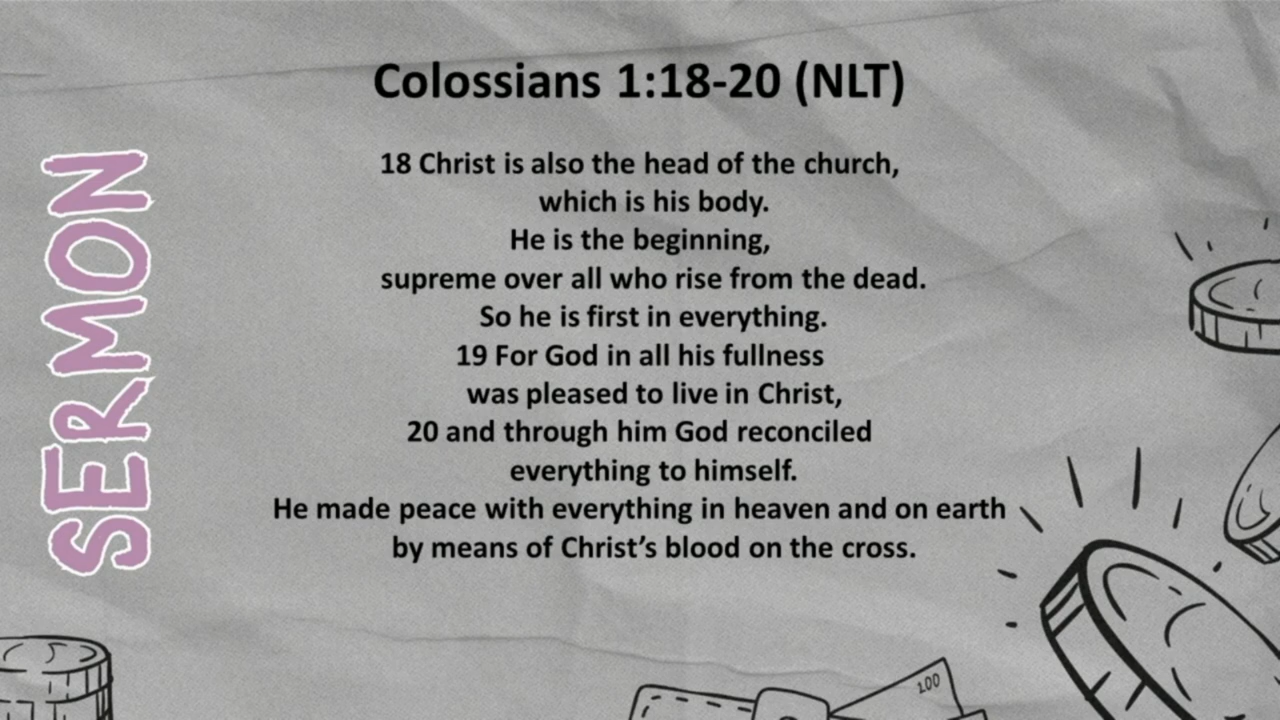 Colossians 1:18-20 (NLT)
SERMON
18 Christ is also the head of the church,
which is his body.
He is the beginning,
supreme over all who rise from the dead.
So he is first in everything.
19 For God in all his fullness
was pleased to live in Christ,
20 and through him God reconciled
everything to himself.
He made peace with everything in heaven and on earth
by means of Christ’s blood on the cross.
100